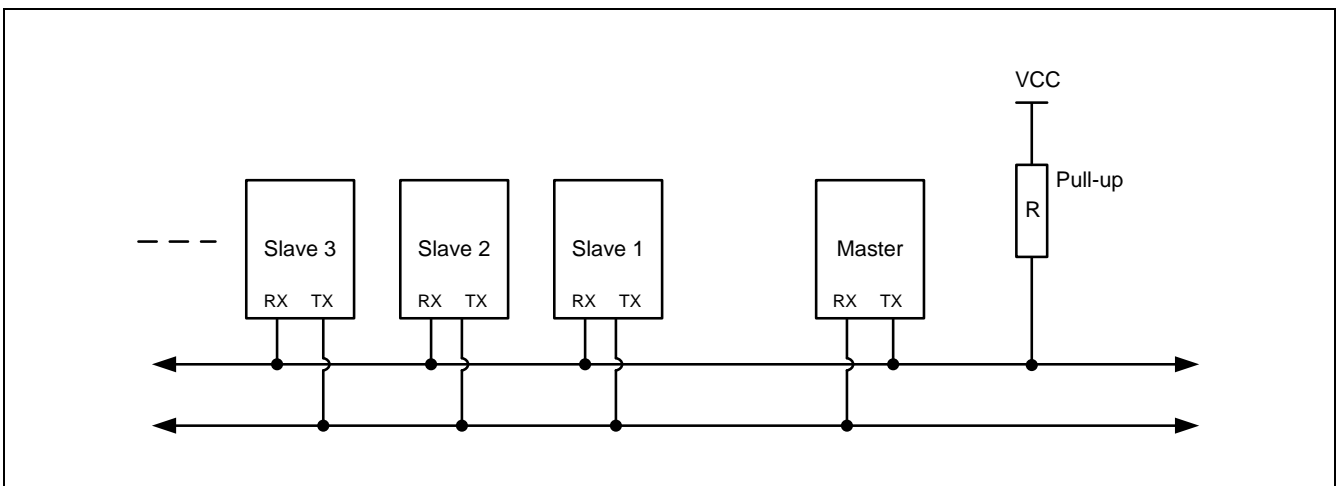 VCC
Pull-up
R
Slave 3
Slave 2
Slave 1
Master
RX TX
RX TX
RX TX
RX TX